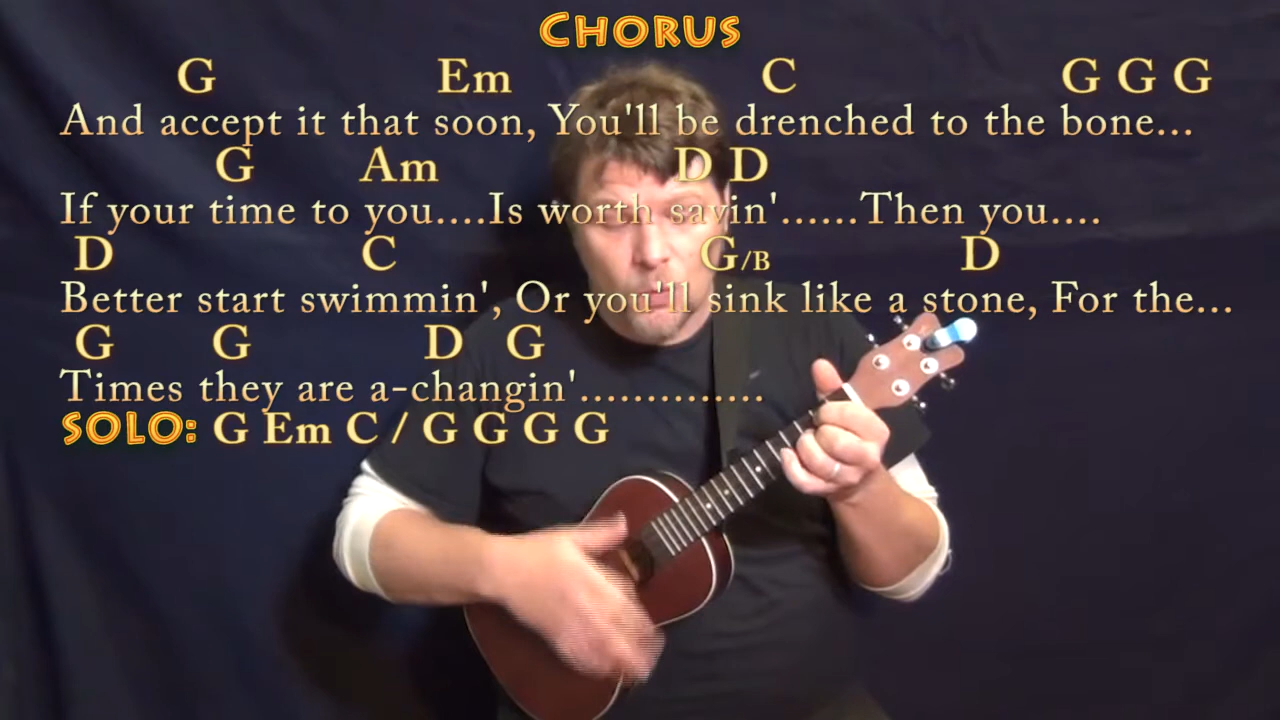 CHORUS
G Em C G G G
And accept it that soon, You'll be drenched to the bone...
G Am D D
If your time to you....Is worth savin'......Then you....
D C G/B D
Better start swimmin', Or you'll sink like a stone, For the...
G G D G
Times they are a-changin'..............
SOLO: G Em C / G G G G